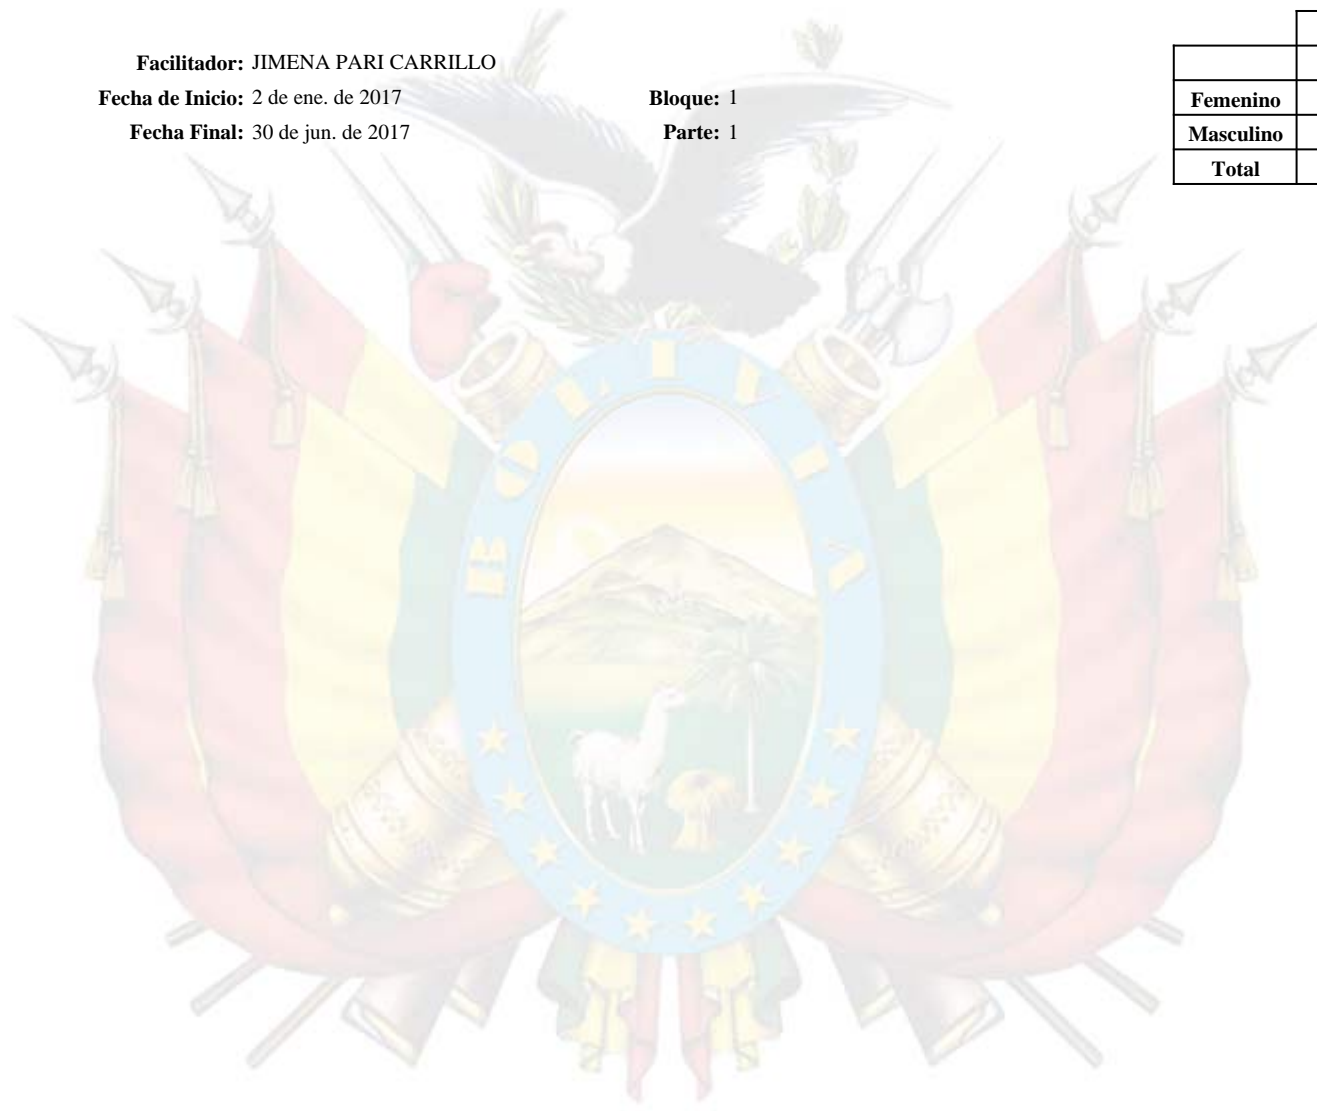 Facilitador: JIMENA PARI CARRILLO
Fecha de Inicio: 2 de ene. de 2017 Bloque: 1
Fecha Final: 30 de jun. de 2017 Parte: 1
Femenino
Masculino
Total
BOLIVIA